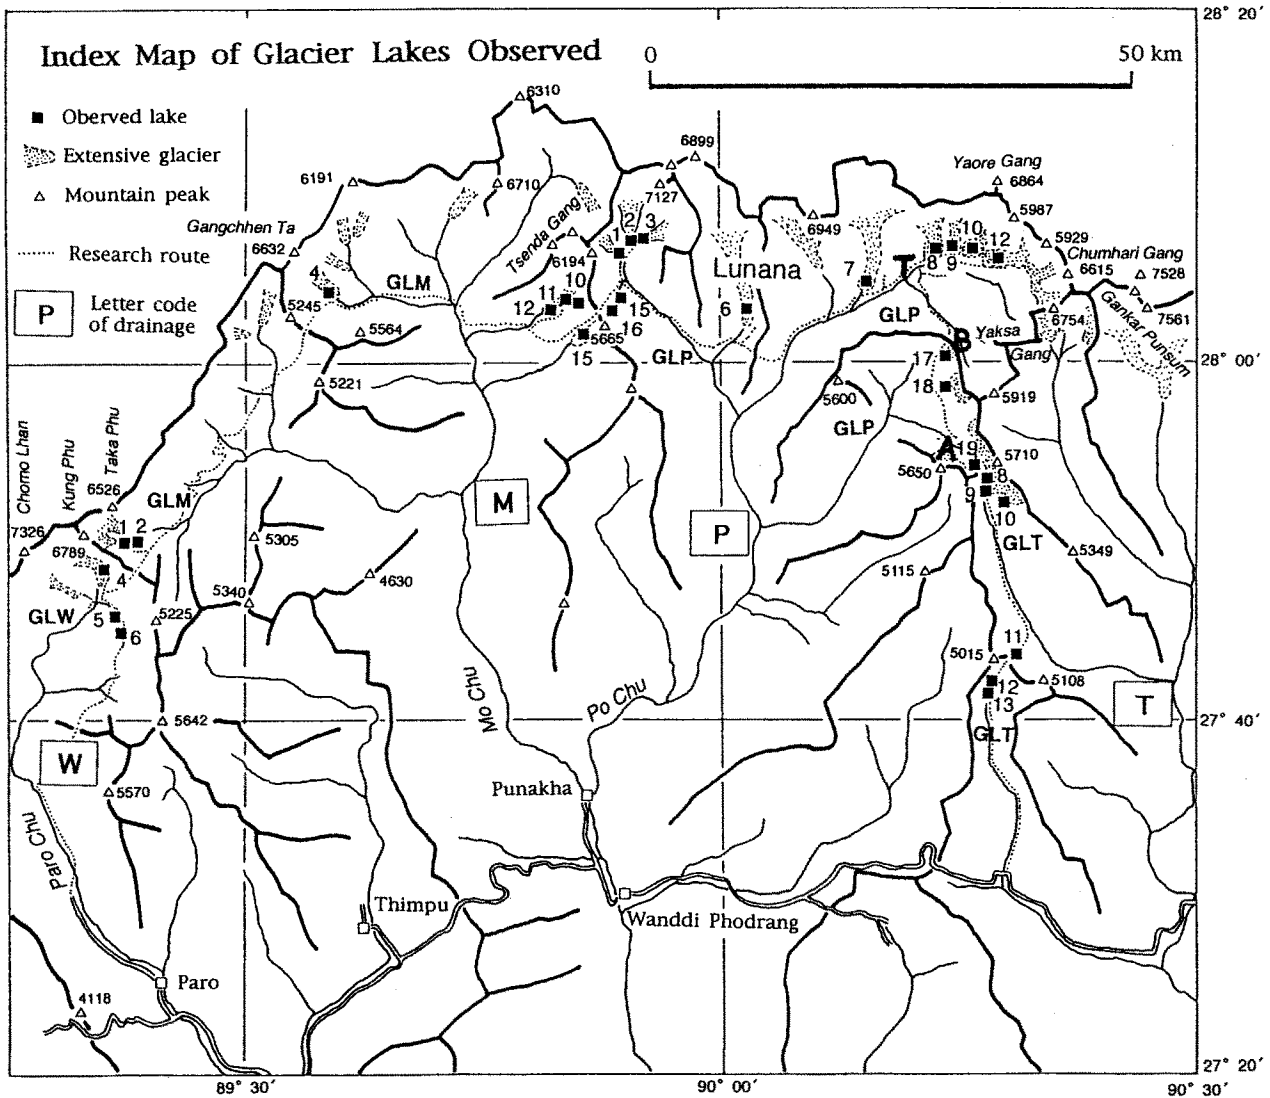 28° 20′
Index Map of Glacier Lakes Observed
0 50 km
Oberved lake
Extensive glacier
Mountain peak
Research route
P Letter code
of drainage
6310
6899
Yaore Gang
6864
6191
6710
7127
5987
Gangchhen Ta
6632
Tsenda Gang
1 2 3
6949
10
12
5929
Chumhari Gang
6615
7528
4
GLM
6194
Lunana
7
T
8
9
5245
10
11
12
15
16
6
GLP
6754
7561
Gankar Punsum
5564
5665
15
GLP
Yaksa
Gang
B
17
28° 00′
5221
5600
18
5919
GLP
Chomo Lhan
Kung Phu
Taka Phu
A
19
5710
5650
8
9
10
6526
GLM
M
P
7326
1 2
6789
5305
GLT
5349
4
4630
5115
GLW
5340
5225
5
6
11
5015
5108
12
13
Mo Chu
Po Chu
T
5642
27° 40′
W
GLT
Punakha
5570
Paro Chu
Thimpu
Wanddi Phodrang
Paro
4118
27° 20′
89° 30′
90° 00′
90° 30′